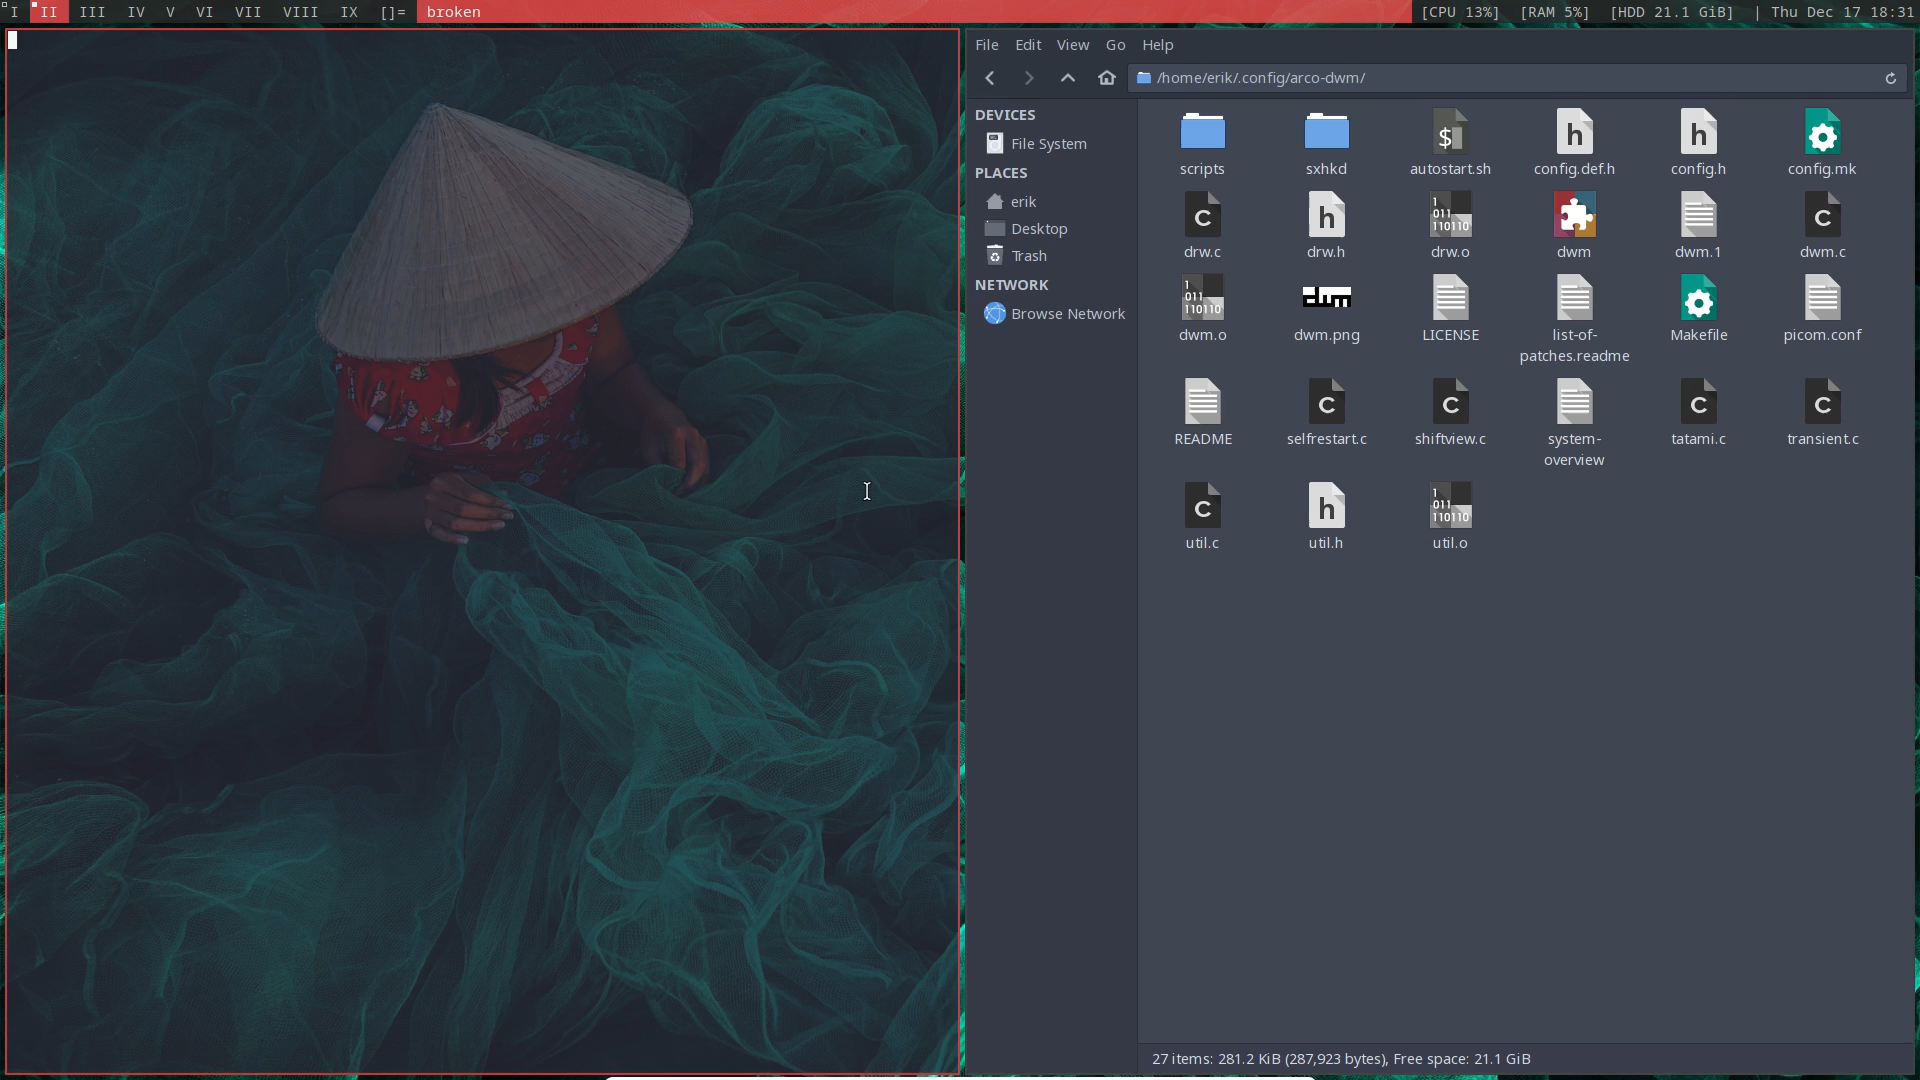 I II III IV V VI VII VIII IX []= broken [CPU 13%] [RAM 5%] [HDD 21.1 GiB] | Thu Dec 17 18:31
File Edit View Go Help
/home/erik/.config/arco-dwm/
DEVICES
File System
PLACES
erik
Desktop
Trash
NETWORK
Browse Network
scripts sxhkd autostart.sh config.def.h config.h config.mk
drw.c drw.h drw.o dwm dwm.1 dwm.c
dwm.o dwm.png LICENSE list-of-
patches.readme Makefile picom.conf
README selfrestart.c shiftview.c system-
overview tatami.c transient.c
util.c util.h util.o
27 items: 281.2 KiB (287,923 bytes), Free space: 21.1 GiB